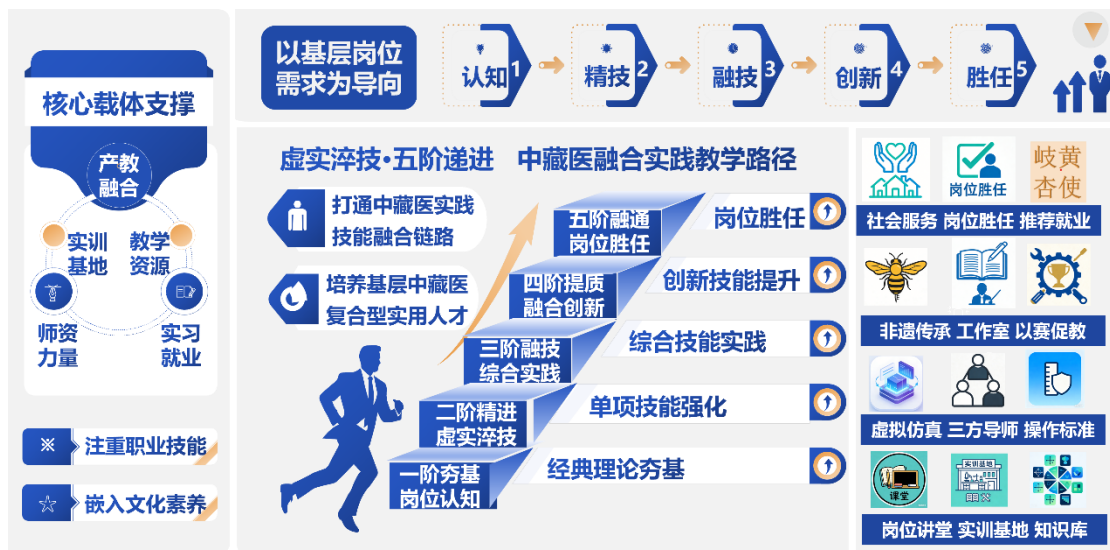 核心载体支撑
产教
融合
实训
基地
教学
资源
师资
力量
实习
就业
※ 注重职业技能
☆ 嵌入文化素养
以基层岗位
需求为导向
认知 1
精技 2
融技 3
创新 4
胜任 5
虚实淬技·五阶递进 中藏医融合实践教学路径
打通中藏医实践
技能融合链路
培养基层中藏医
复合型实用人才
五阶融通
岗位胜任
岗位胜任
四阶提质
融合创新
创新技能提升
三阶融技
综合实践
综合技能实践
二阶精进
虚实淬技
单项技能强化
一阶夯基
岗位认知
经典理论夯基
岗位胜任
岐黄
杏使
社会服务 岗位胜任 推荐就业
非遗传承 工作室 以赛促教
虚拟仿真 三方导师 操作标准
课堂
实训基地
岗位讲堂 实训基地 知识库